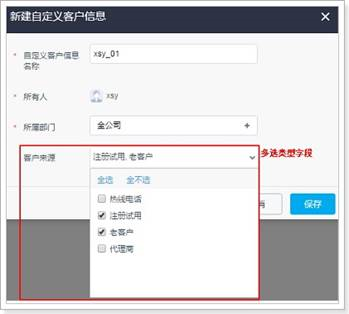 新建自定义客户信息
* 自定义客户信息名称 xsy_01
* 所有人 xsy
* 所属部门 全公司 +
客户来源 注册试用, 老客户 多选类型字段
全选 全不选
热线电话
注册试用
老客户
代理商
消 保存